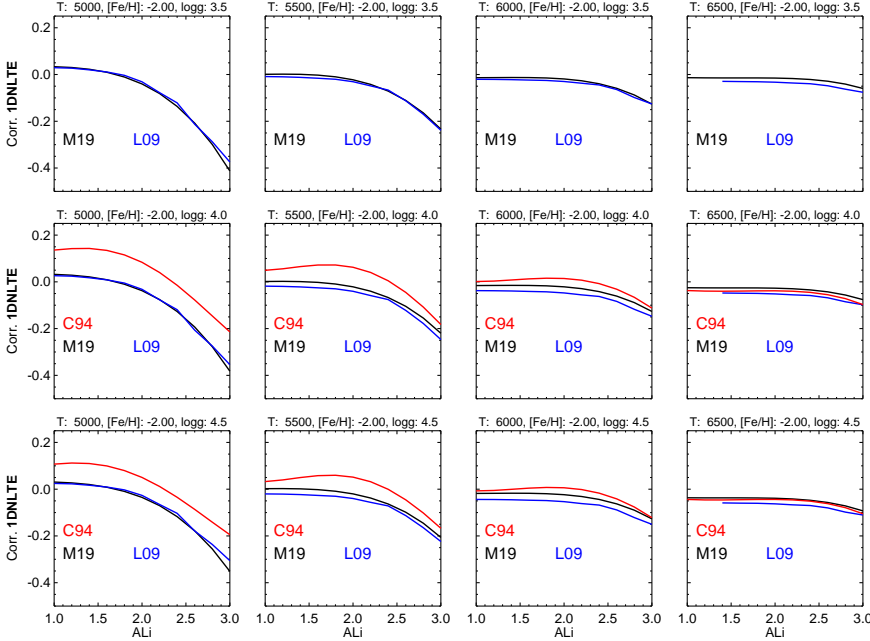 T: 5000, [Fe/H]: -2.00, logg: 3.5
T: 5500, [Fe/H]: -2.00, logg: 3.5
T: 6000, [Fe/H]: -2.00, logg: 3.5
T: 6500, [Fe/H]: -2.00, logg: 3.5
0.2
0.0
-0.2
-0.4
Corr. 1DNLTE
M19 L09
M19 L09
M19 L09
M19 L09
T: 5000, [Fe/H]: -2.00, logg: 4.0
T: 5500, [Fe/H]: -2.00, logg: 4.0
T: 6000, [Fe/H]: -2.00, logg: 4.0
T: 6500, [Fe/H]: -2.00, logg: 4.0
0.2
0.0
-0.2
-0.4
Corr. 1DNLTE
C94
M19 L09
C94
M19 L09
C94
M19 L09
C94
M19 L09
T: 5000, [Fe/H]: -2.00, logg: 4.5
T: 5500, [Fe/H]: -2.00, logg: 4.5
T: 6000, [Fe/H]: -2.00, logg: 4.5
T: 6500, [Fe/H]: -2.00, logg: 4.5
0.2
0.0
-0.2
-0.4
Corr. 1DNLTE
C94
M19 L09
C94
M19 L09
C94
M19 L09
C94
M19 L09
1.0 1.5 2.0 2.5 3.0
1.0 1.5 2.0 2.5 3.0
1.0 1.5 2.0 2.5 3.0
1.0 1.5 2.0 2.5 3.0
ALi
ALi
ALi
ALi